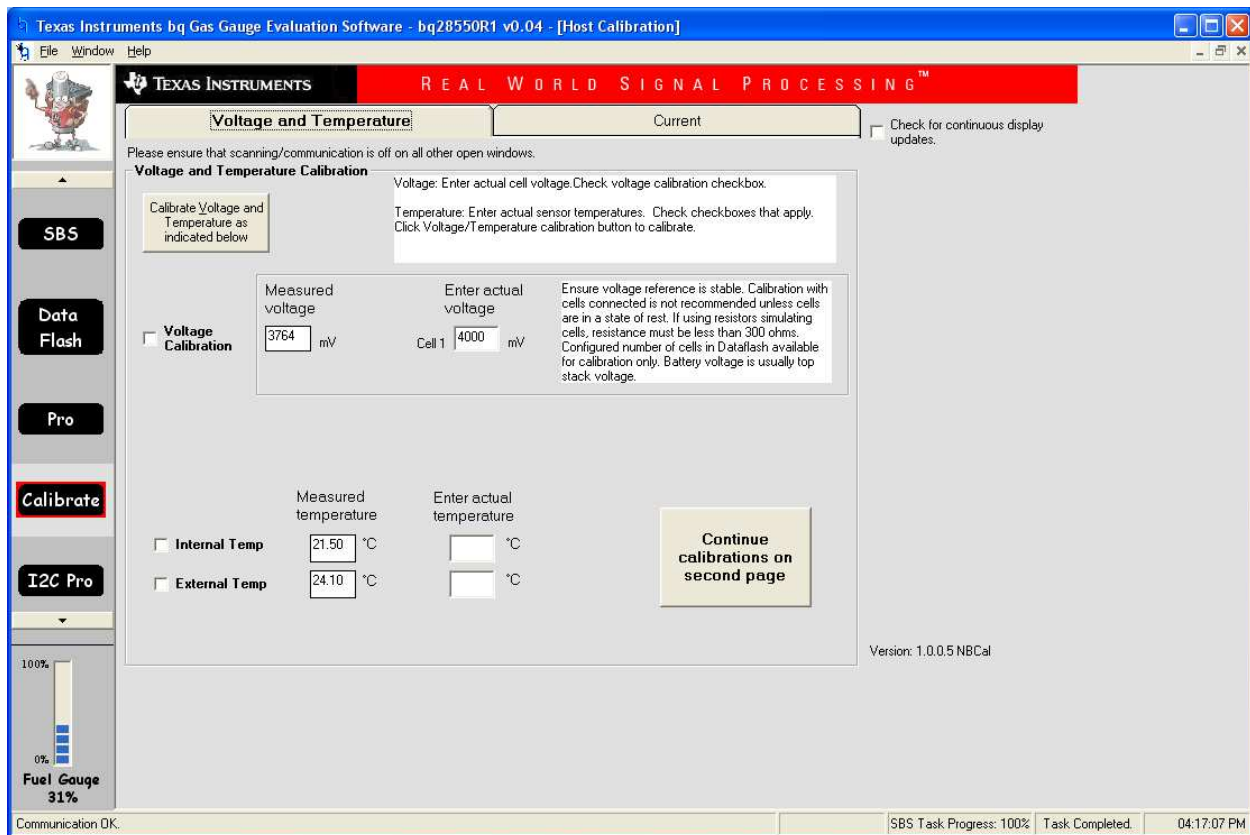 Texas Instruments bq Gas Gauge Evaluation Software - bq28550R1 v0.04 - [Host Calibration]
File Window Help
TEXAS INSTRUMENTS
REAL WORLD SIGNAL PROCESSING™
Voltage and Temperature
Current
Check for continuous display
updates.
Please ensure that scanning/communication is off on all other open windows.
Voltage and Temperature Calibration
Calibrate Voltage and
Temperature as
indicated below
Voltage: Enter actual cell voltage.Check voltage calibration checkbox.
Temperature: Enter actual sensor temperatures. Check checkboxes that apply.
Click Voltage/Temperature calibration button to calibrate.
Measured
voltage
Enter actual
voltage
Voltage
Calibration
3764 mV
Cell 1 4000 mV
Ensure voltage reference is stable. Calibration with
cells connected is not recommended unless cells
are in a state of rest. If using resistors simulating
cells, resistance must be less than 300 ohms.
Configured number of cells in Dataflash available
for calibration only. Battery voltage is usually top
stack voltage.
Measured
temperature
Enter actual
temperature
Internal Temp 21.50 °C °C
External Temp 24.10 °C °C
Continue
calibrations on
second page
Version: 1.0.0.5 NBCal
SBS
Data
Flash
Pro
Calibrate
I2C Pro
100%
0%
Fuel Gauge
31%
Communication OK.
SBS Task Progress: 100%
Task Completed.
04:17:07 PM